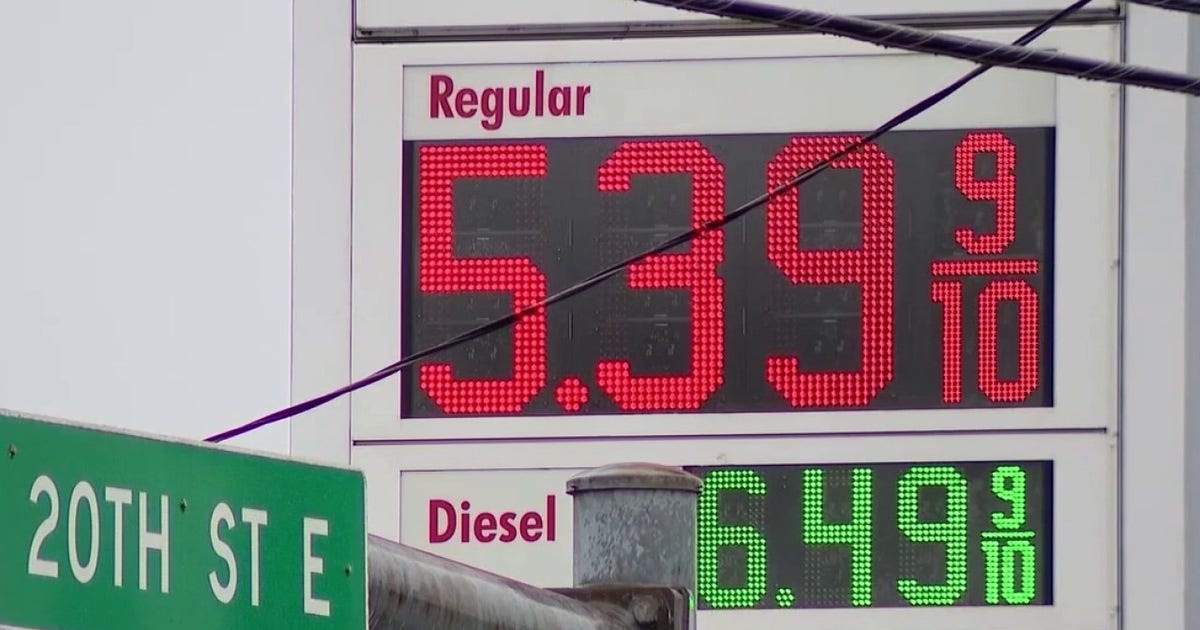 Regular
5.39 9/10
Diesel
6.49 9/10
20TH ST E